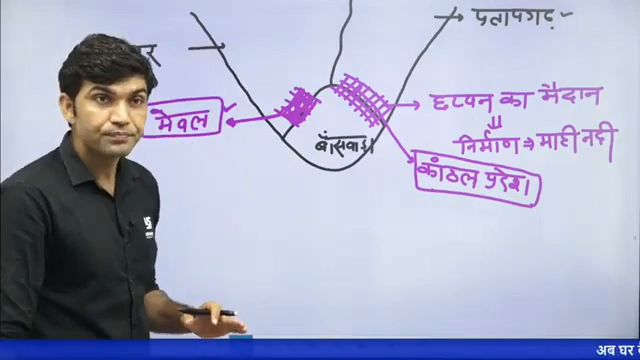 प्रतापगढ़
मेवल
छप्पन का मैदान
निर्माण ⇒ माही नदी
बाँसवाड़ा
कांठल प्रदेश।
अब घर